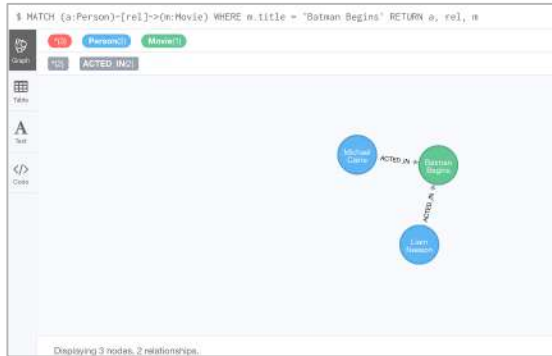 $ MATCH (a:Person)-[rel]->(m:Movie) WHERE m.title = 'Batman Begins' RETURN a, rel, m
*(3) Person(2) Movie(1)
Graph
*(2) ACTED_IN(2)
Table
A
Text
</>
Code
Michael
Caine
ACTED_IN
Batman
Begins
ACTED_IN
Liam
Neeson
Displaying 3 nodes, 2 relationships.